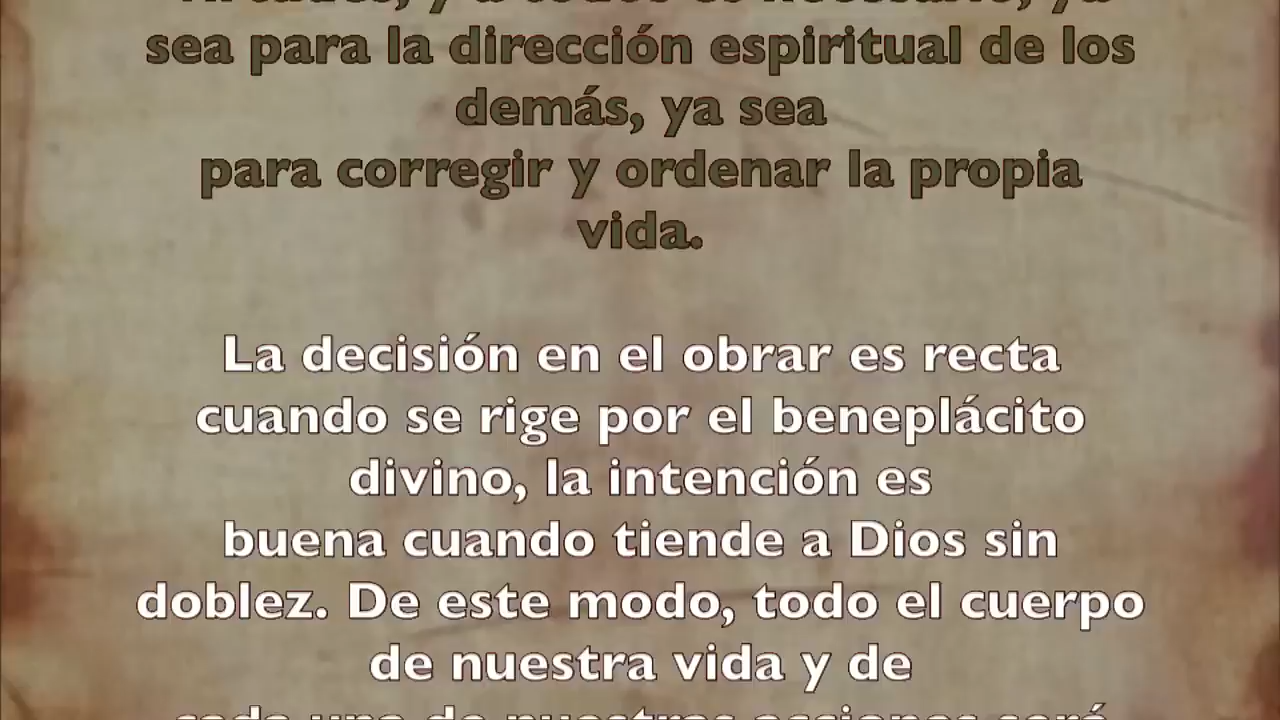 sea para la dirección espiritual de los
demás, ya sea
para corregir y ordenar la propia
vida.
La decisión en el obrar es recta
cuando se rige por el beneplácito
divino, la intención es
buena cuando tiende a Dios sin
doblez. De este modo, todo el cuerpo
de nuestra vida y de